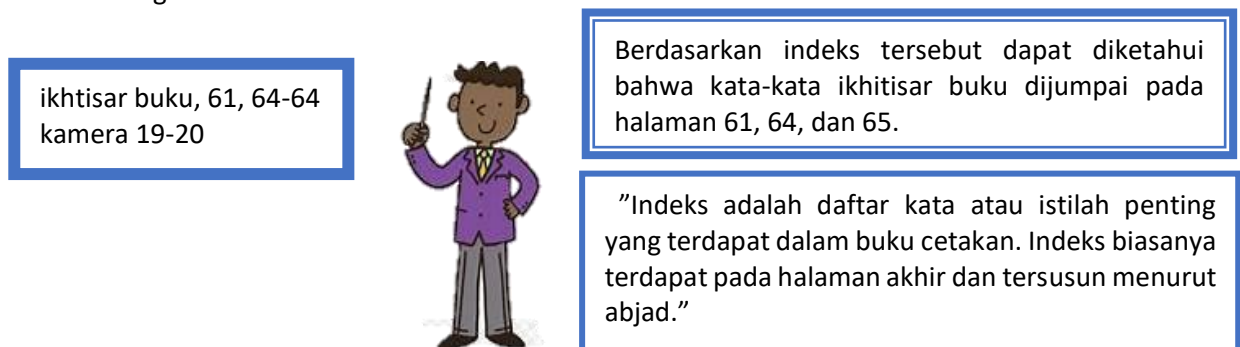 ikhtisar buku, 61, 64-64
kamera 19-20
Berdasarkan indeks tersebut dapat diketahui
bahwa kata-kata ikhitisar buku dijumpai pada
halaman 61, 64, dan 65.
”Indeks adalah daftar kata atau istilah penting
yang terdapat dalam buku cetakan. Indeks biasanya
terdapat pada halaman akhir dan tersusun menurut
abjad.”